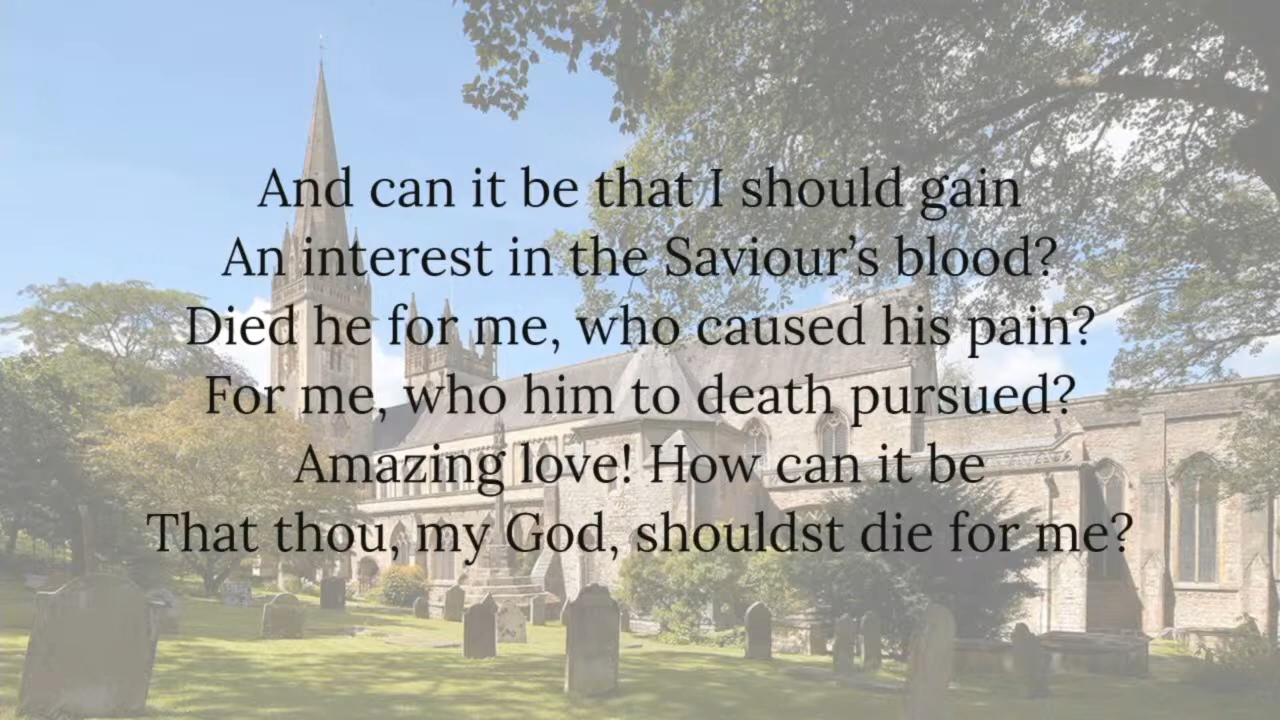 And can it be that I should gain
An interest in the Saviour’s blood?
Died he for me, who caused his pain?
For me, who him to death pursued?
Amazing love! How can it be
That thou, my God, shouldst die for me?